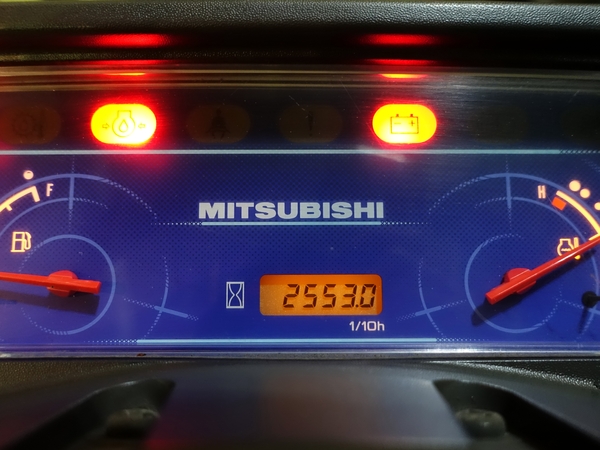 F
H
MITSUBISHI
2553.0
1/10h